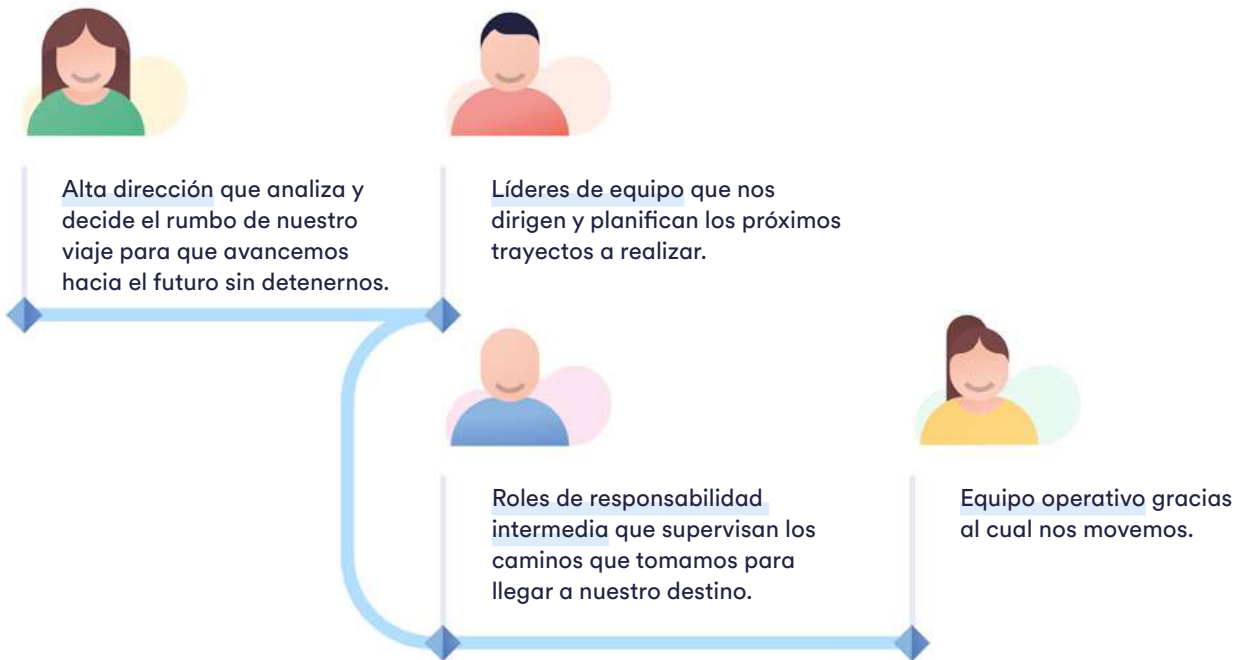 Alta dirección que analiza y
decide el rumbo de nuestro
viaje para que avancemos
hacia el futuro sin detenernos.
Líderes de equipo que nos
dirigen y planifican los próximos
trayectos a realizar.
Roles de responsabilidad
intermedia que supervisan los
caminos que tomamos para
llegar a nuestro destino.
Equipo operativo gracias
al cual nos movemos.